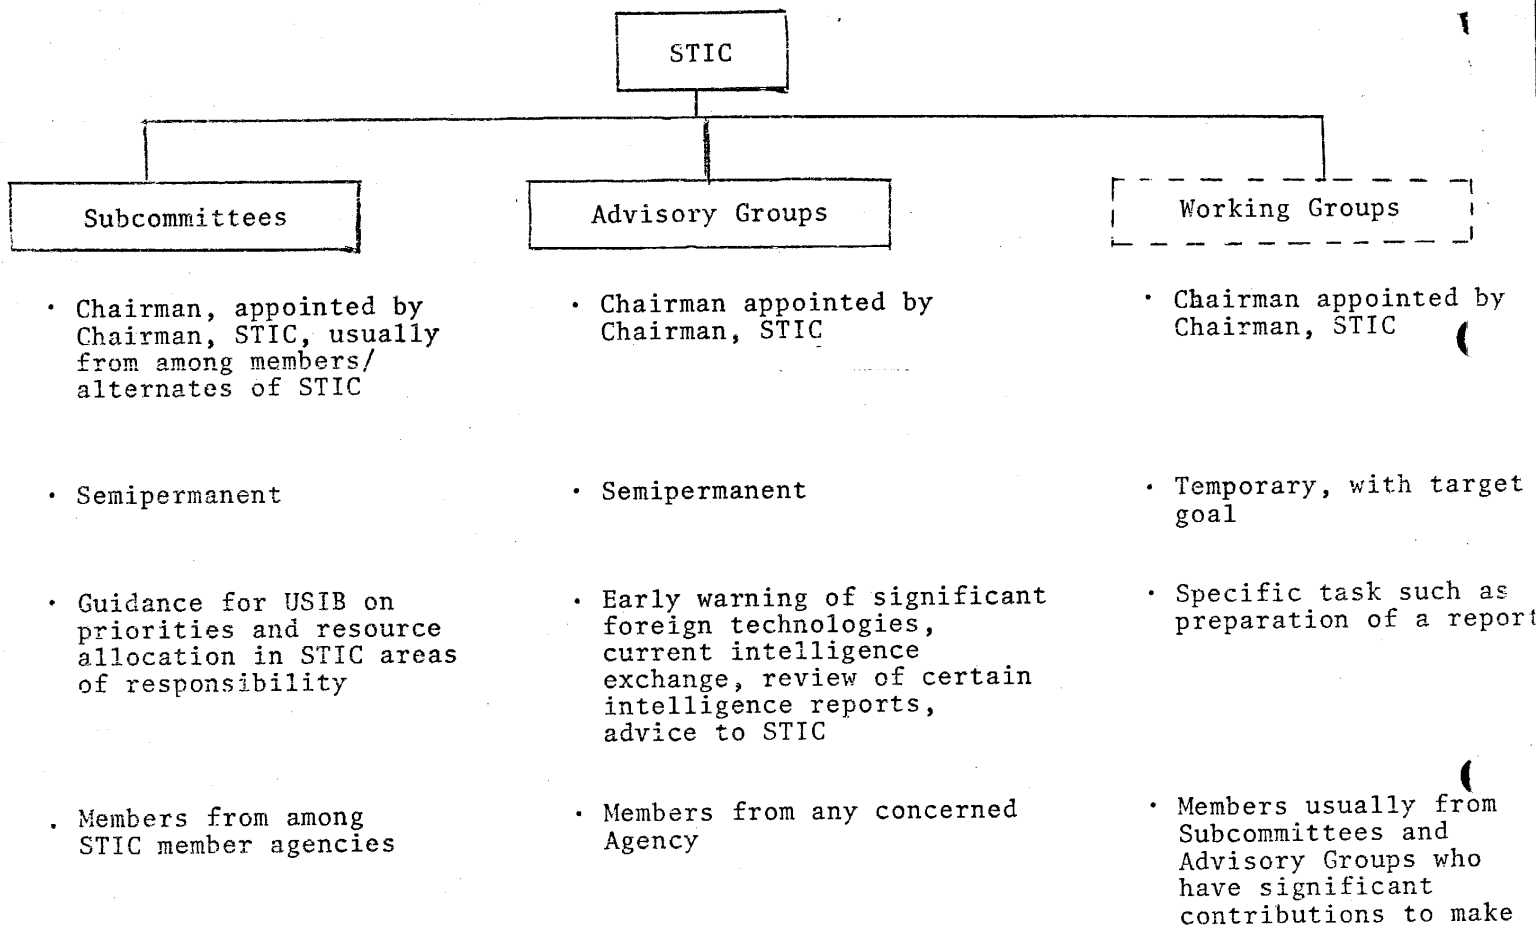 STIC
Subcommittees
Advisory Groups
Working Groups
· Chairman, appointed by
Chairman, STIC, usually
from among members/
alternates of STIC
· Semipermanent
· Guidance for USIB on
priorities and resource
allocation in STIC areas
of responsibility
. Members from among
STIC member agencies
· Chairman appointed by
Chairman, STIC
· Semipermanent
· Early warning of significant
foreign technologies,
current intelligence
exchange, review of certain
intelligence reports,
advice to STIC
· Members from any concerned
Agency
· Chairman appointed by
Chairman, STIC
· Temporary, with target
goal
· Specific task such as
preparation of a report
· Members usually from
Subcommittees and
Advisory Groups who
have significant
contributions to make